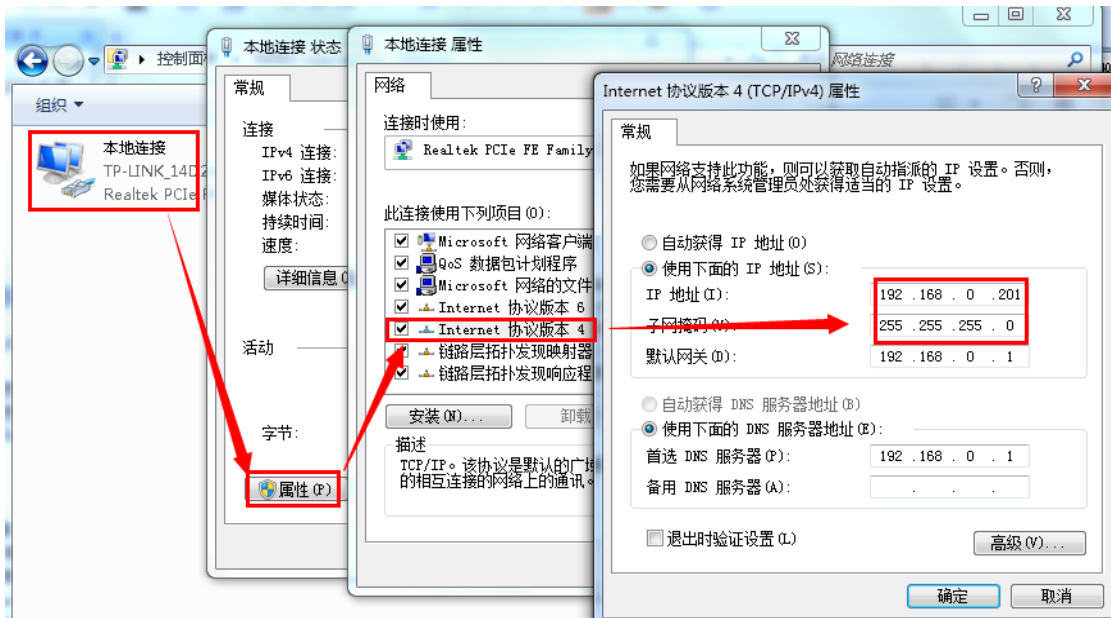 控制面
网络连接
组织
本地连接
TP-LINK_14D2
Realtek PCIe F
本地连接 状态
常规
连接
IPv4 连接:
IPv6 连接:
媒体状态:
持续时间:
速度:
详细信息(
活动
字节:
属性(P)
本地连接 属性
网络
连接时使用:
Realtek PCIe FE Family
此连接使用下列项目(O):
Microsoft 网络客户端
QoS 数据包计划程序
Microsoft 网络的文件
Internet 协议版本 6
Internet 协议版本 4
链路层拓扑发现映射器
链路层拓扑发现响应程
安装(N)...
卸载
描述
TCP/IP。该协议是默认的广域
的相互连接的网络上的通讯。
Internet 协议版本 4 (TCP/IPv4) 属性
常规
如果网络支持此功能，则可以获取自动指派的 IP 设置。否则，
您需要从网络系统管理员处获得适当的 IP 设置。
自动获得 IP 地址(O)
使用下面的 IP 地址(S):
IP 地址(I):
192 .168 . 0 .201
子网掩码(U):
255 .255 .255 . 0
默认网关(D):
192 .168 . 0 . 1
自动获得 DNS 服务器地址(B)
使用下面的 DNS 服务器地址(E):
首选 DNS 服务器(P):
192 .168 . 0 . 1
备用 DNS 服务器(A):
退出时验证设置(L)
高级(V)...
确定
取消